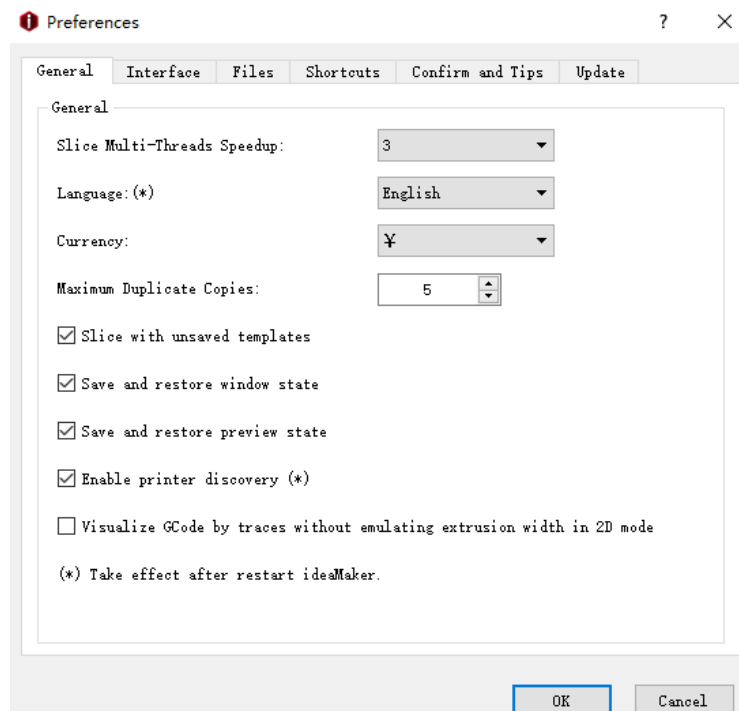 Preferences
?
General Interface Files Shortcuts Confirm and Tips Update
General
Slice Multi-Threads Speedup: 3
Language:(*) English
Currency: ¥
Maximum Duplicate Copies: 5
Slice with unsaved templates
Save and restore window state
Save and restore preview state
Enable printer discovery (*)
Visualize GCode by traces without emulating extrusion width in 2D mode
(*) Take effect after restart ideaMaker.
OK Cancel